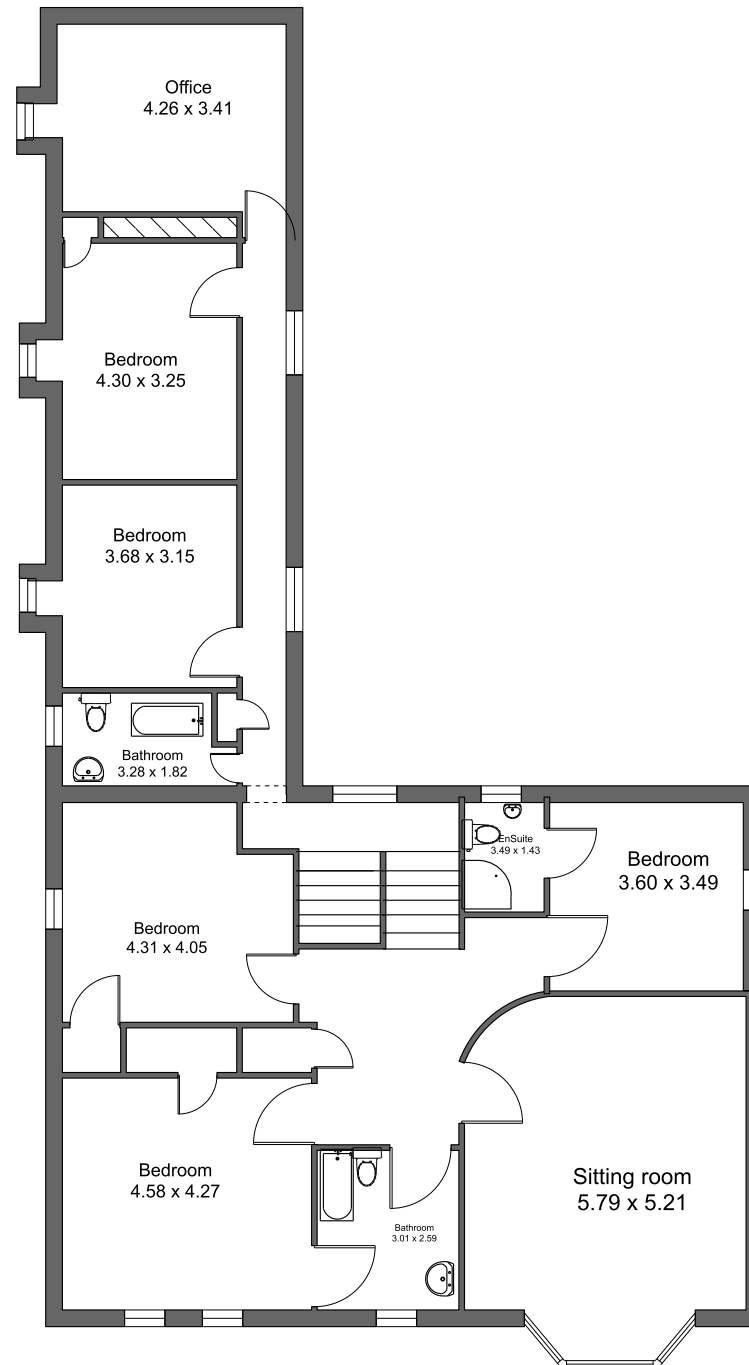 Office
4.26 x 3.41
Bedroom
4.30 x 3.25
Bedroom
3.68 x 3.15
Bathroom
3.28 x 1.82
EnSuite
3.49 x 1.43
Bedroom
3.60 x 3.49
Bedroom
4.31 x 4.05
Bedroom
4.58 x 4.27
Sitting room
5.79 x 5.21
Bathroom
3.01 x 2.59